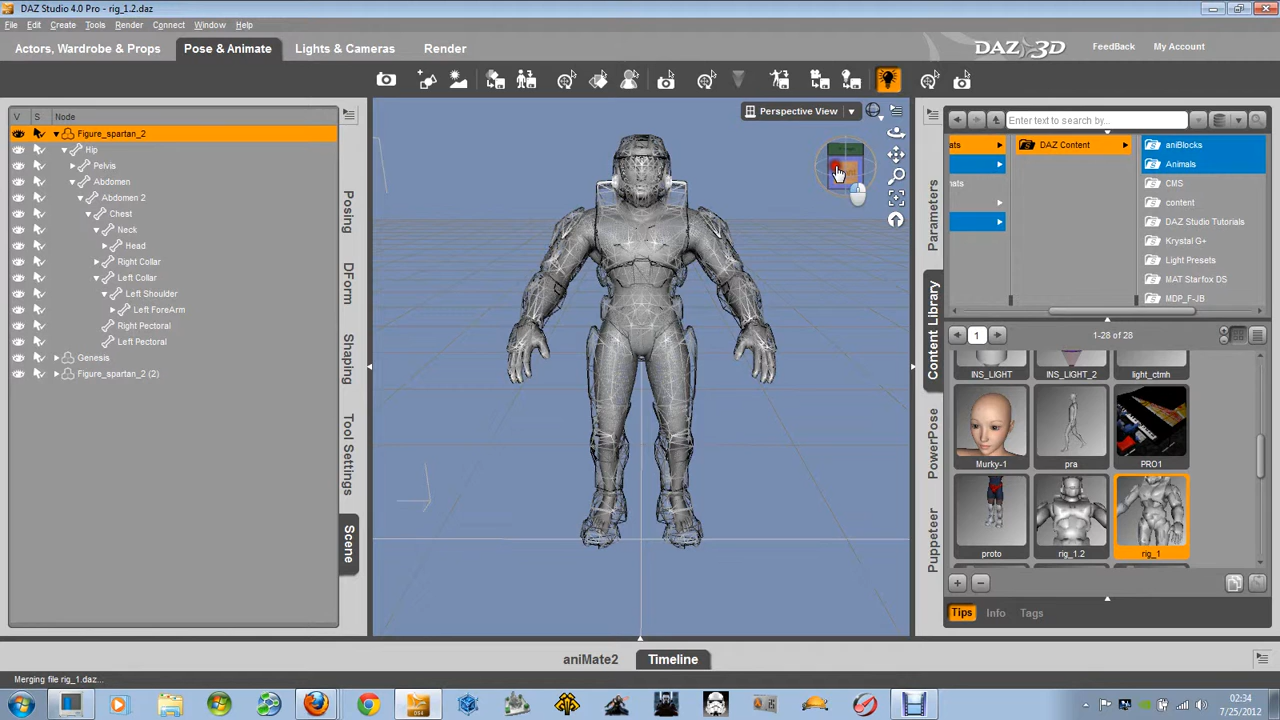 DAZ Studio 4.0 Pro - rig_1.2.daz
File Edit Create Tools Render Connect Window Help
Actors, Wardrobe & Props Pose & Animate Lights & Cameras Render
DAZ 3D FeedBack My Account
V S Node
Figure_spartan_2
Hip
Pelvis
Abdomen
Abdomen 2
Chest
Neck
Head
Right Collar
Left Collar
Left Shoulder
Left ForeArm
Right Pectoral
Left Pectoral
Genesis
Figure_spartan_2 (2)
Posing
DForm
Shaping
Tool Settings
Scene
Perspective View
Parameters
Content Library
PowerPose
Puppeteer
Enter text to search by...
ats DAZ Content aniBlocks
Animals
mats CMS
content
DAZ Studio Tutorials
Krystal G+
Light Presets
MAT Starfox DS
MDP_F-JB
1 1-28 of 28
INS_LIGHT INS_LIGHT_2 light_ctmh
Murky-1 pra PRO1
proto rig_1.2 rig_1
Tips Info Tags
aniMate2 Timeline
Merging file rig_1.daz...
02:34
7/25/2012